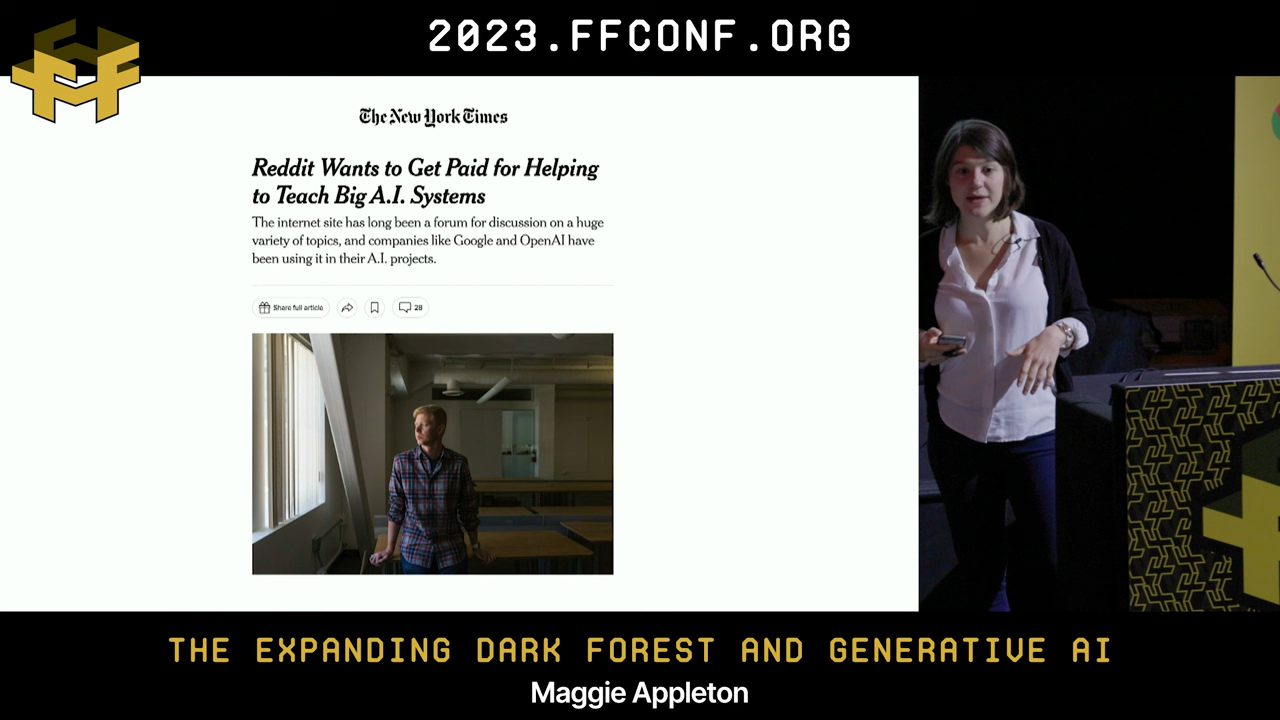 2023.FFCONF.ORG
The New York Times
Reddit Wants to Get Paid for Helping
to Teach Big A.I. Systems
The internet site has long been a forum for discussion on a huge
variety of topics, and companies like Google and OpenAI have
been using it in their A.I. projects.
Share full article
28
THE EXPANDING DARK FOREST AND GENERATIVE AI
Maggie Appleton